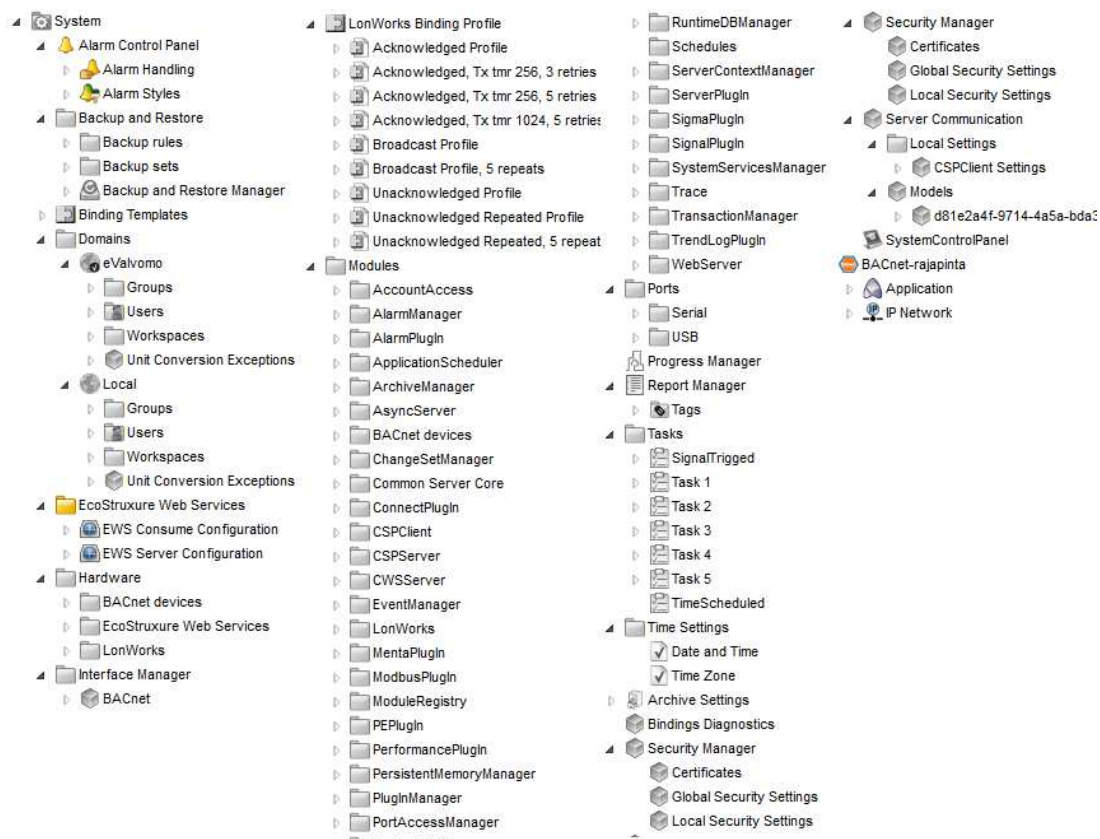 System
Alarm Control Panel
Alarm Handling
Alarm Styles
Backup and Restore
Backup rules
Backup sets
Backup and Restore Manager
Binding Templates
Domains
eValvomo
Groups
Users
Workspaces
Unit Conversion Exceptions
Local
Groups
Users
Workspaces
Unit Conversion Exceptions
EcoStruxure Web Services
EWS Consume Configuration
EWS Server Configuration
Hardware
BACnet devices
EcoStruxure Web Services
LonWorks
Interface Manager
BACnet
LonWorks Binding Profile
Acknowledged Profile
Acknowledged, Tx tmr 256, 3 retries
Acknowledged, Tx tmr 256, 5 retries
Acknowledged, Tx tmr 1024, 5 retries
Broadcast Profile
Broadcast Profile, 5 repeats
Unacknowledged Profile
Unacknowledged Repeated Profile
Unacknowledged Repeated, 5 repeat
Modules
AccountAccess
AlarmManager
AlarmPlugIn
ApplicationScheduler
ArchiveManager
AsyncServer
BACnet devices
ChangeSetManager
Common Server Core
ConnectPlugIn
CSPClient
CSPServer
CWSServer
EventManager
LonWorks
MentaPlugIn
ModbusPlugIn
ModuleRegistry
PEPlugIn
PerformancePlugIn
PersistentMemoryManager
PlugInManager
PortAccessManager
RuntimeDBManager
Schedules
ServerContextManager
ServerPlugIn
SigmaPlugIn
SignalPlugIn
SystemServicesManager
Trace
TransactionManager
TrendLogPlugIn
WebServer
Ports
Serial
USB
Progress Manager
Report Manager
Tags
Tasks
SignalTrigged
Task 1
Task 2
Task 3
Task 4
Task 5
TimeScheduled
Time Settings
Date and Time
Time Zone
Archive Settings
Bindings Diagnostics
Security Manager
Certificates
Global Security Settings
Local Security Settings
Security Manager
Certificates
Global Security Settings
Local Security Settings
Server Communication
Local Settings
CSPClient Settings
Models
d81e2a4f-9714-4a5a-bda3
SystemControlPanel
BACnet-rajapinta
Application
IP Network